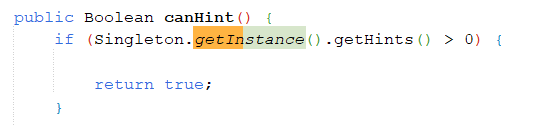 public Boolean canHint() {
if (Singleton.getInstance().getHints() > 0) {
return true;
}